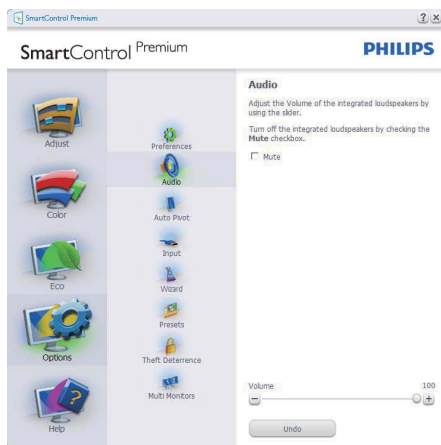 SmartControl Premium
? x
SmartControl Premium
PHILIPS
Adjust
Color
Eco
Options
Help
Preferences
Audio
Auto Pivot
Input
Wizard
Presets
Theft Deterrence
Multi Monitors
Audio
Adjust the Volume of the integrated loudspeakers by
using the slider.
Turn off the integrated loudspeakers by checking the
Mute checkbox.
Mute
Volume 100
Undo